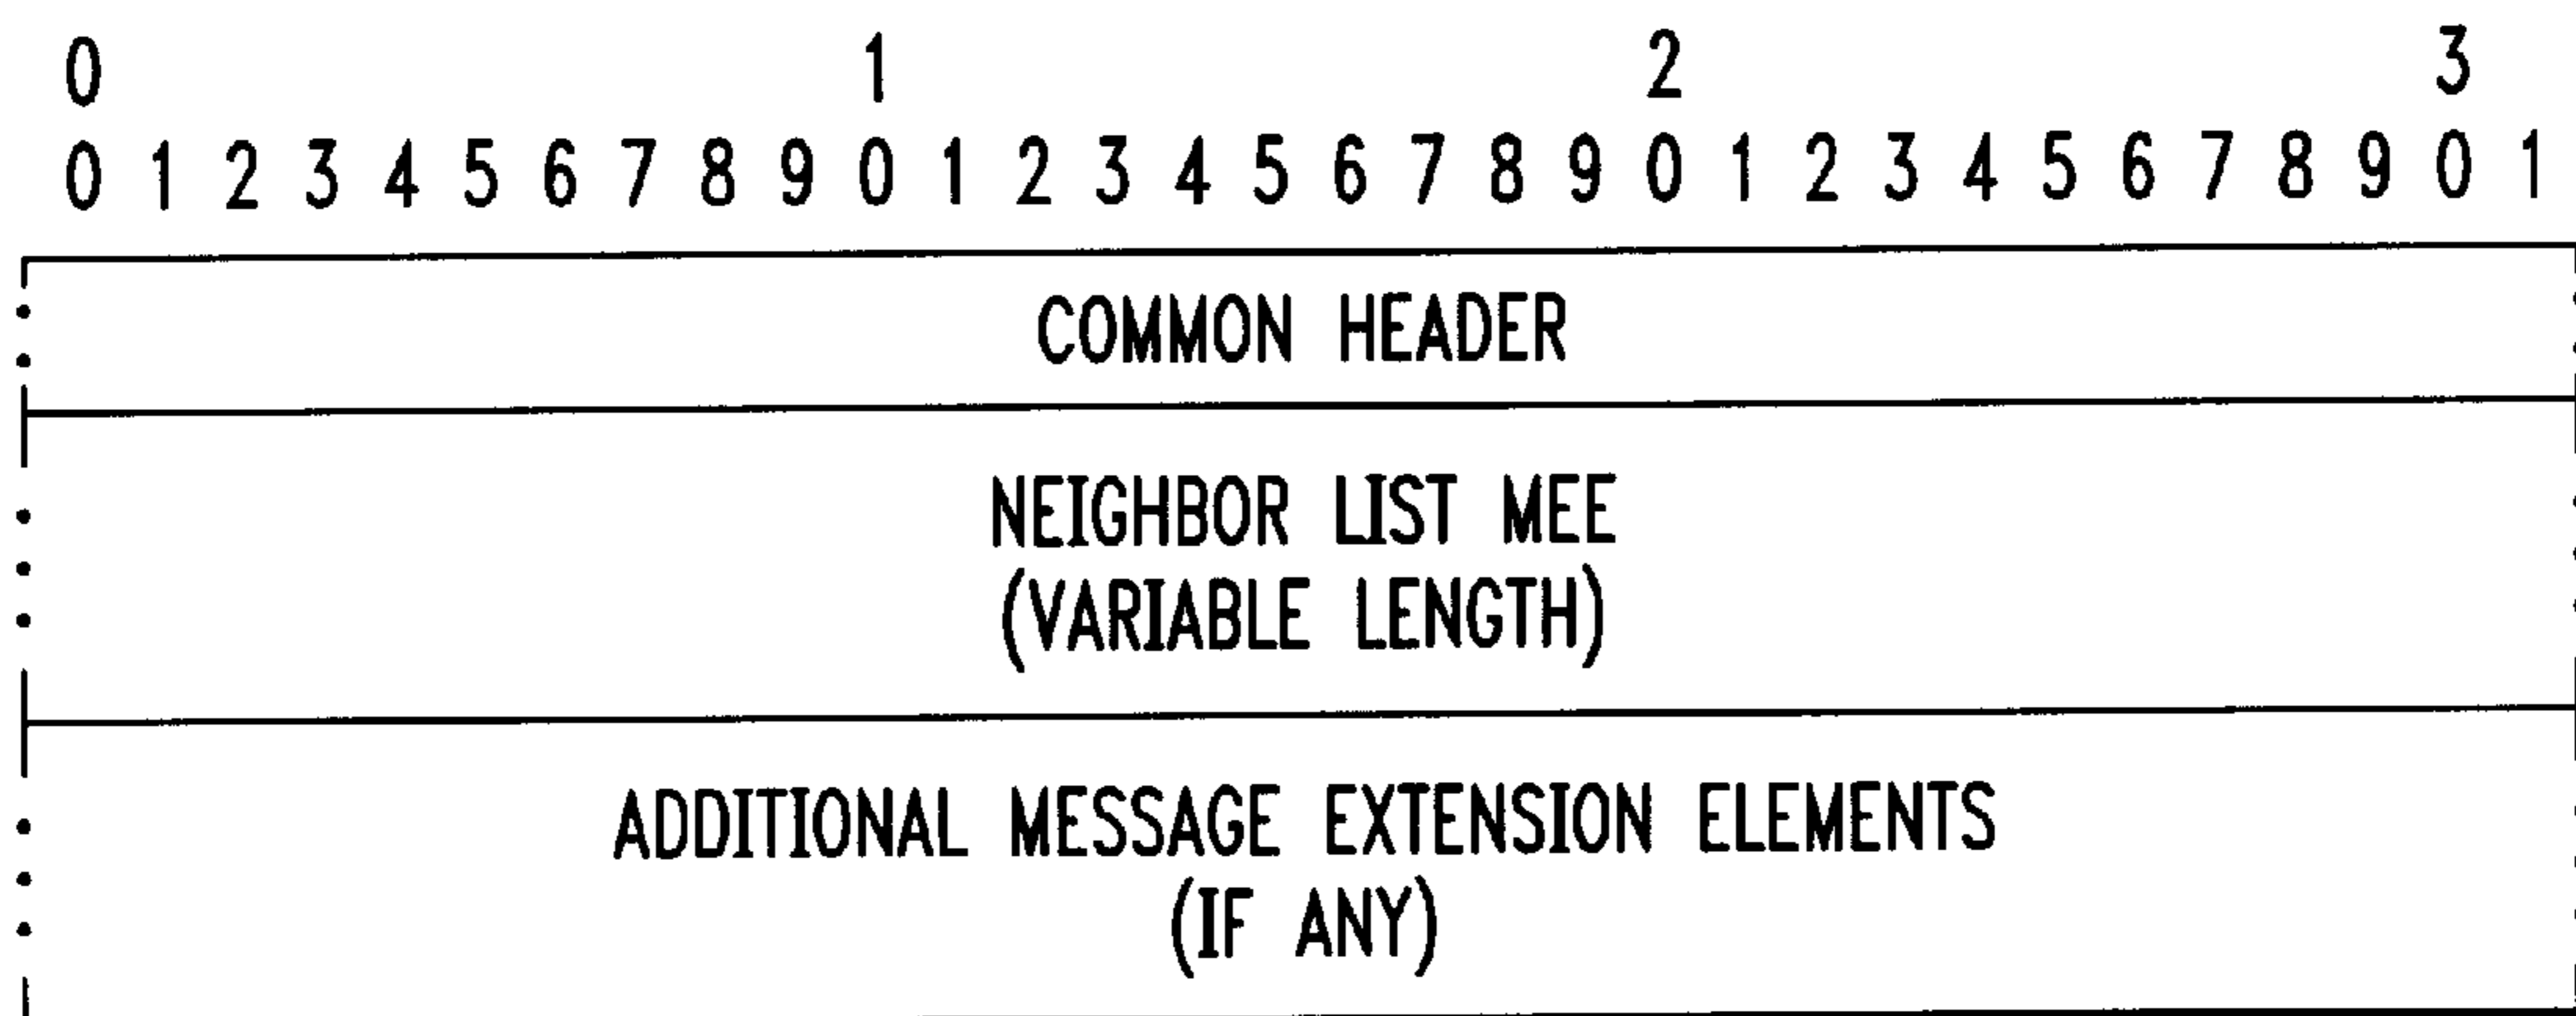 0 1 2 3
0 1 2 3 4 5 6 7 8 9 0 1 2 3 4 5 6 7 8 9 0 1 2 3 4 5 6 7 8 9 0 1
COMMON HEADER
NEIGHBOR LIST MEE
(VARIABLE LENGTH)
ADDITIONAL MESSAGE EXTENSION ELEMENTS
(IF ANY)